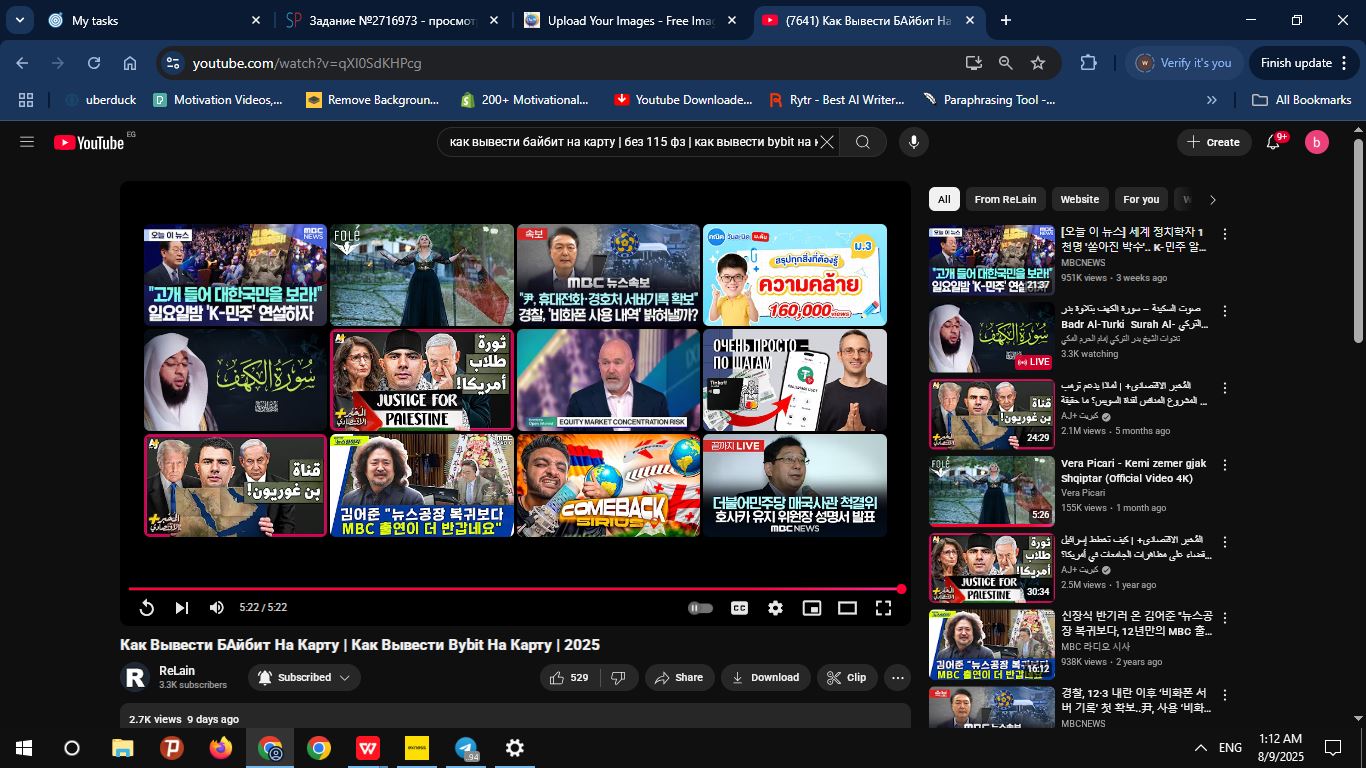 My tasks
Задание №2716973 - просмотр
Upload Your Images - Free Imag
(7641) Как Вывести БАйбит На
youtube.com/watch?v=qXl0SdKHPcg
Verify it's you
Finish update
uberduck
Motivation Videos,...
Remove Backgroun...
200+ Motivational...
Youtube Downloade...
Rytr - Best AI Writer...
Paraphrasing Tool -...
All Bookmarks
YouTube
EG
как вывести байбит на карту | без 115 фз | как вывести bybit на к
Create
9+
b
오늘 이 뉴스
MBC NEWS
"고개 들어 대한국민을 보라!"
일요일밤 'K-민주' 연설하자
FOLÉ
속보
MBC 뉴스속보
"尹, 휴대전화·경호처 서버기록 확보"
경찰, '비화폰 사용 내역' 밝혀낼까?
ม.3
สรุปทุกสิ่งที่ต้องรู้
ความคล้าย
160,000 views
سورة الكهف
ثورة
طلاب
أمريكا!
JUSTICE FOR
PALESTINE
EQUITY MARKET CONCENTRATION RISK
ОЧЕНЬ ПРОСТО –
ПО ШАГАМ
قناة
بن غوريون!
김어준 "뉴스공장 복귀보다
MBC 출연이 더 반갑네요"
COMEBACK
SIRIUS
끝까지 LIVE
더불어민주당 매국사관 척결위
호사카 유지 위원장 성명서 발표
MBC NEWS
5:22 / 5:22
CC
Как Вывести БАйбит На Карту | Как Вывести Bybit На Карту | 2025
R
ReLain
3.3K subscribers
Subscribed
529
Share
Download
Clip
2.7K views 9 days ago
All
From ReLain
Website
For you
[오늘 이 뉴스] 세계 정치학자 1
천명 '쏟아진 박수'.. K-민주 알...
MBCNEWS
951K views • 3 weeks ago
21:37
صوت السكينة – سورة الكهف بتلاوة بدر
التركي Badr Al-Turki Surah Al-...
تلاوات الشيخ بدر التركي إمام الحرم المكي
3.3K watching
LIVE
المُخبر الاقتصادي+ | لماذا يدعم ترمب
المشروع المنافس لقناة السويس؟ ما حقيقة...
AJ+ كبريت
2.1M views • 5 months ago
24:29
Vera Picari - Kemi zemer gjak
Shqiptar (Official Video 4K)
Vera Picari
155K views • 1 month ago
5:26
المُخبر الاقتصادي+ | كيف تخطط إسرائيل
للقضاء على مظاهرات الجامعات في أمريكا؟...
AJ+ كبريت
2.5M views • 1 year ago
30:34
신장식 반기러 온 김어준 "뉴스공
장 복귀보다, 12년만의 MBC 출...
MBC 라디오 시사
938K views • 2 years ago
16:12
경찰, 12·3 내란 이후 '비화폰 서
버 기록' 첫 확보..尹, 사용 '비화...
MBCNEWS
94
ENG
1:12 AM
8/9/2025